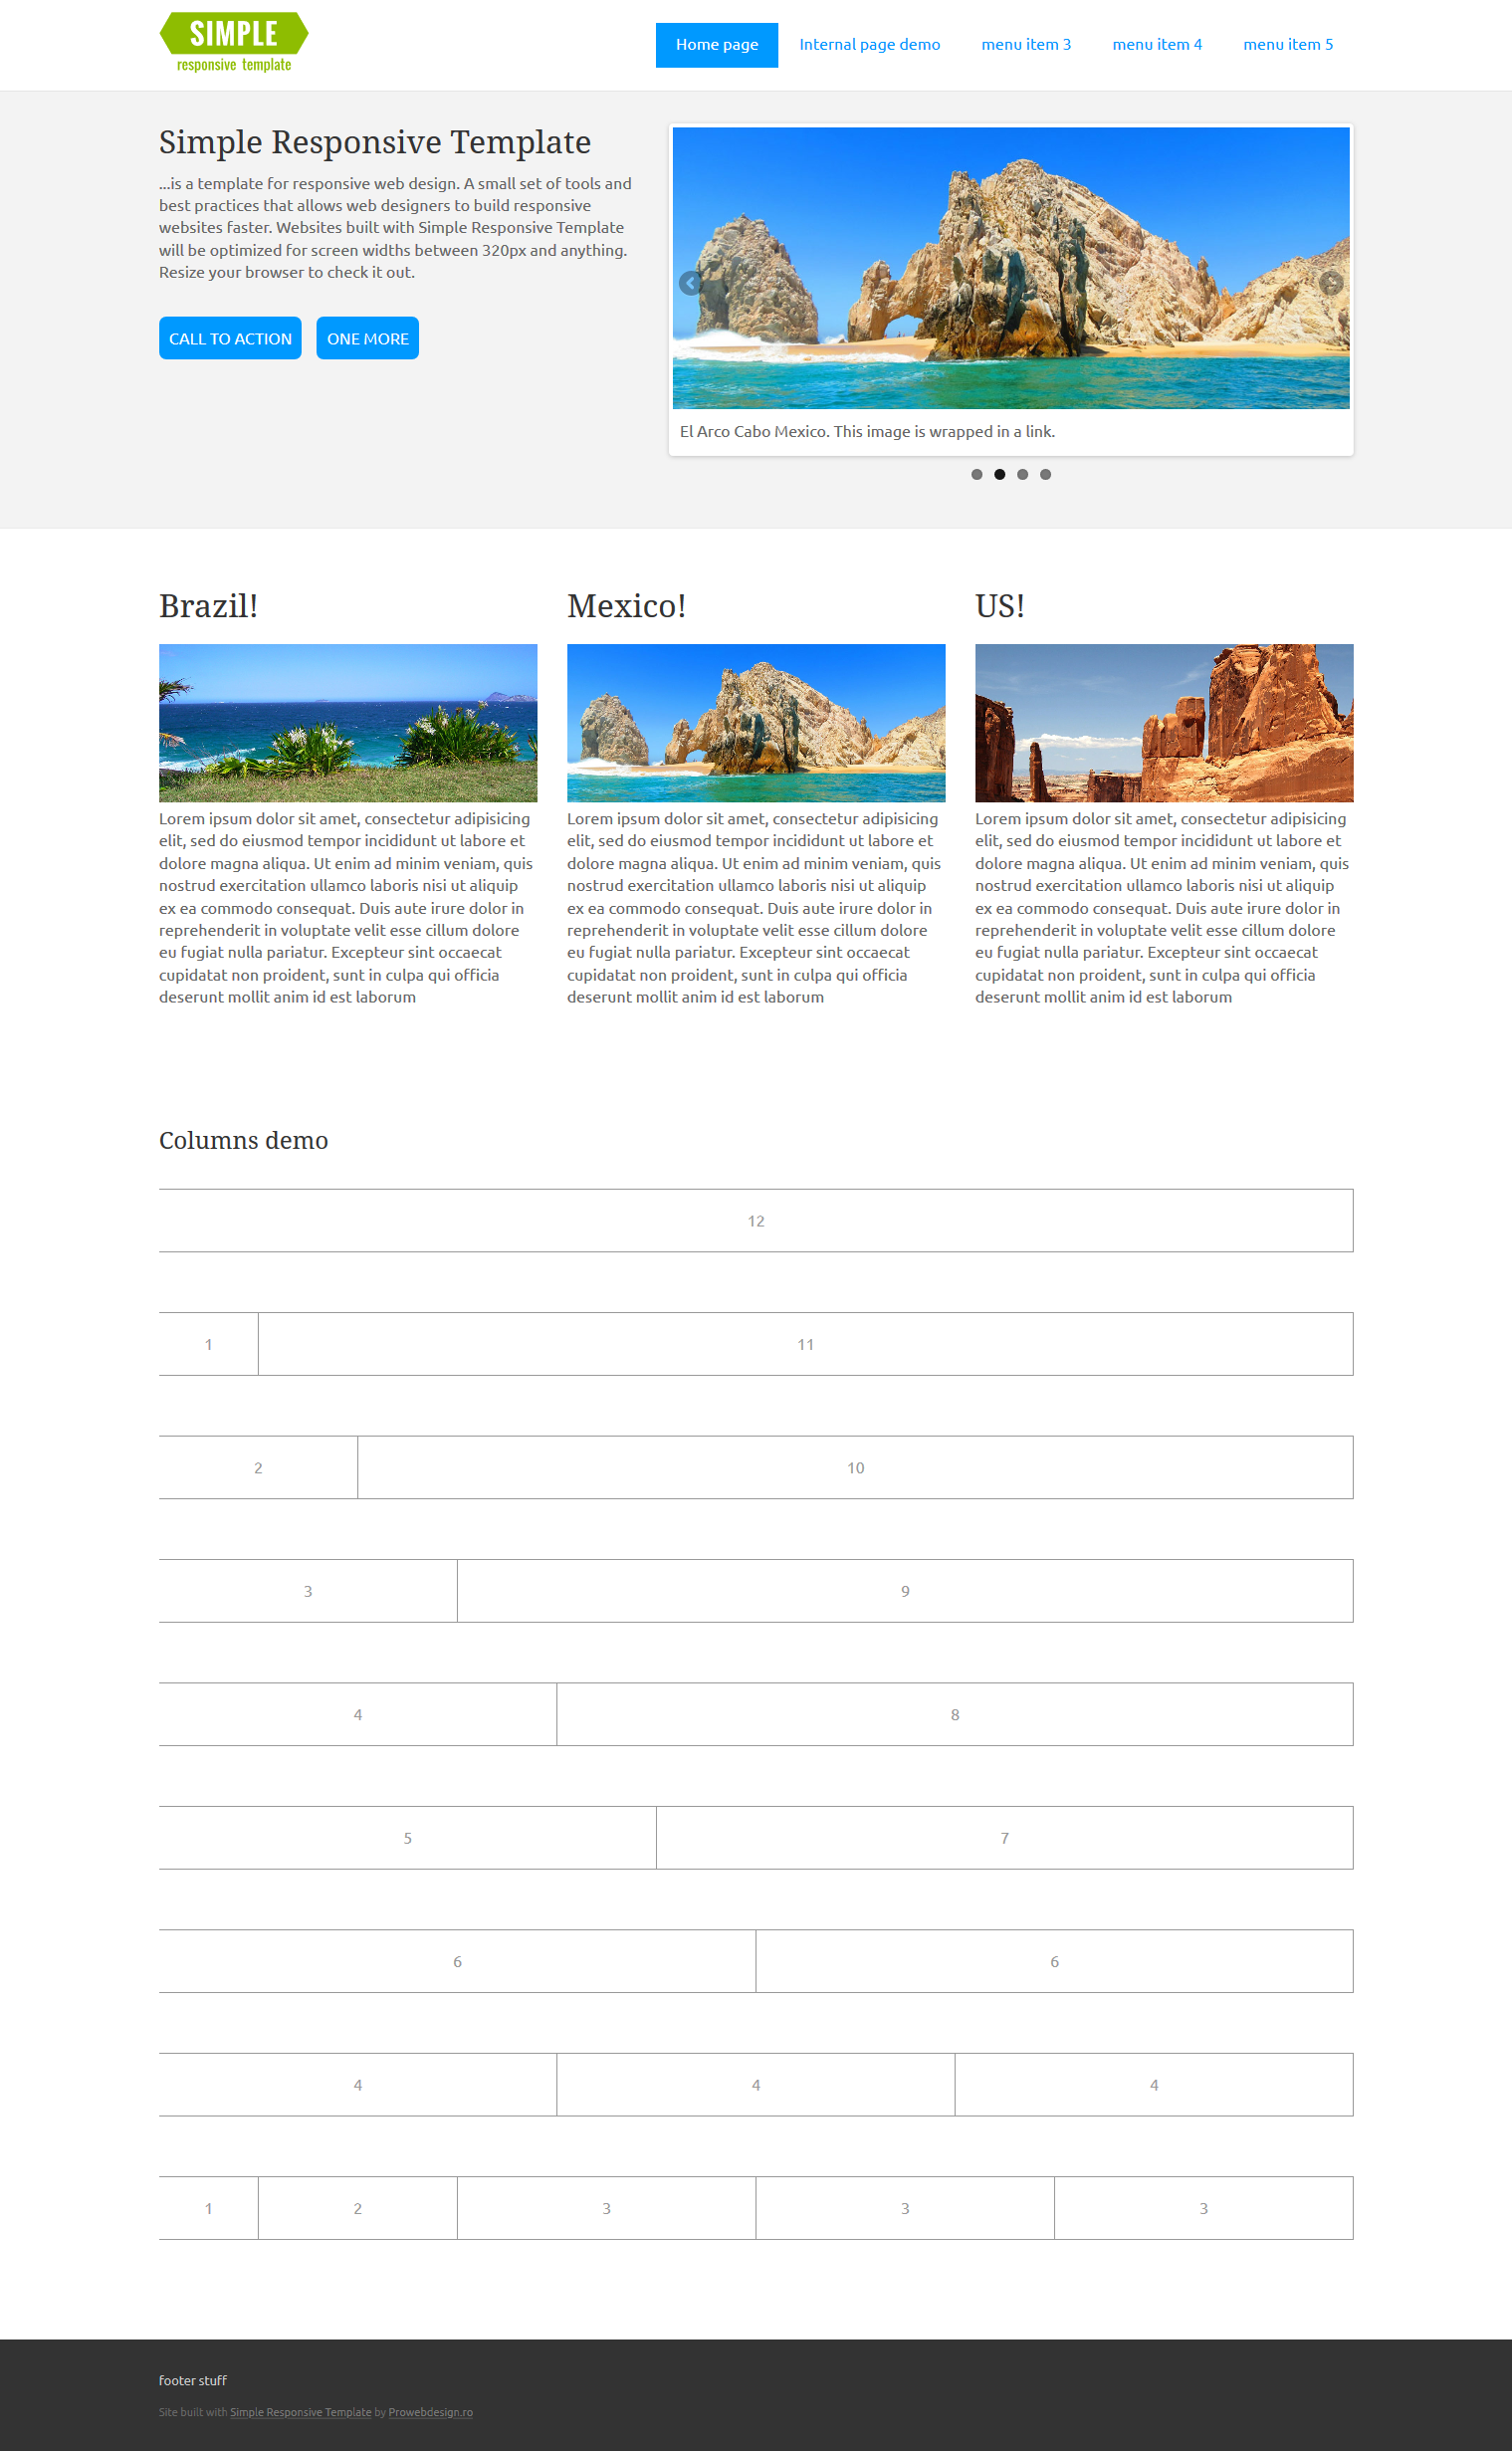 SIMPLE
responsive template
Home page
Internal page demo
menu item 3
menu item 4
menu item 5
Simple Responsive Template
...is a template for responsive web design. A small set of tools and
best practices that allows web designers to build responsive
websites faster. Websites built with Simple Responsive Template
will be optimized for screen widths between 320px and anything.
Resize your browser to check it out.
CALL TO ACTION
ONE MORE
El Arco Cabo Mexico. This image is wrapped in a link.
Brazil!
Lorem ipsum dolor sit amet, consectetur adipisicing
elit, sed do eiusmod tempor incididunt ut labore et
dolore magna aliqua. Ut enim ad minim veniam, quis
nostrud exercitation ullamco laboris nisi ut aliquip
ex ea commodo consequat. Duis aute irure dolor in
reprehenderit in voluptate velit esse cillum dolore
eu fugiat nulla pariatur. Excepteur sint occaecat
cupidatat non proident, sunt in culpa qui officia
deserunt mollit anim id est laborum
Mexico!
Lorem ipsum dolor sit amet, consectetur adipisicing
elit, sed do eiusmod tempor incididunt ut labore et
dolore magna aliqua. Ut enim ad minim veniam, quis
nostrud exercitation ullamco laboris nisi ut aliquip
ex ea commodo consequat. Duis aute irure dolor in
reprehenderit in voluptate velit esse cillum dolore
eu fugiat nulla pariatur. Excepteur sint occaecat
cupidatat non proident, sunt in culpa qui officia
deserunt mollit anim id est laborum
US!
Lorem ipsum dolor sit amet, consectetur adipisicing
elit, sed do eiusmod tempor incididunt ut labore et
dolore magna aliqua. Ut enim ad minim veniam, quis
nostrud exercitation ullamco laboris nisi ut aliquip
ex ea commodo consequat. Duis aute irure dolor in
reprehenderit in voluptate velit esse cillum dolore
eu fugiat nulla pariatur. Excepteur sint occaecat
cupidatat non proident, sunt in culpa qui officia
deserunt mollit anim id est laborum
Columns demo
12
1 11
2 10
3 9
4 8
5 7
6 6
4 4 4
1 2 3 3 3
footer stuff
Site built with Simple Responsive Template by Prowebdesign.ro